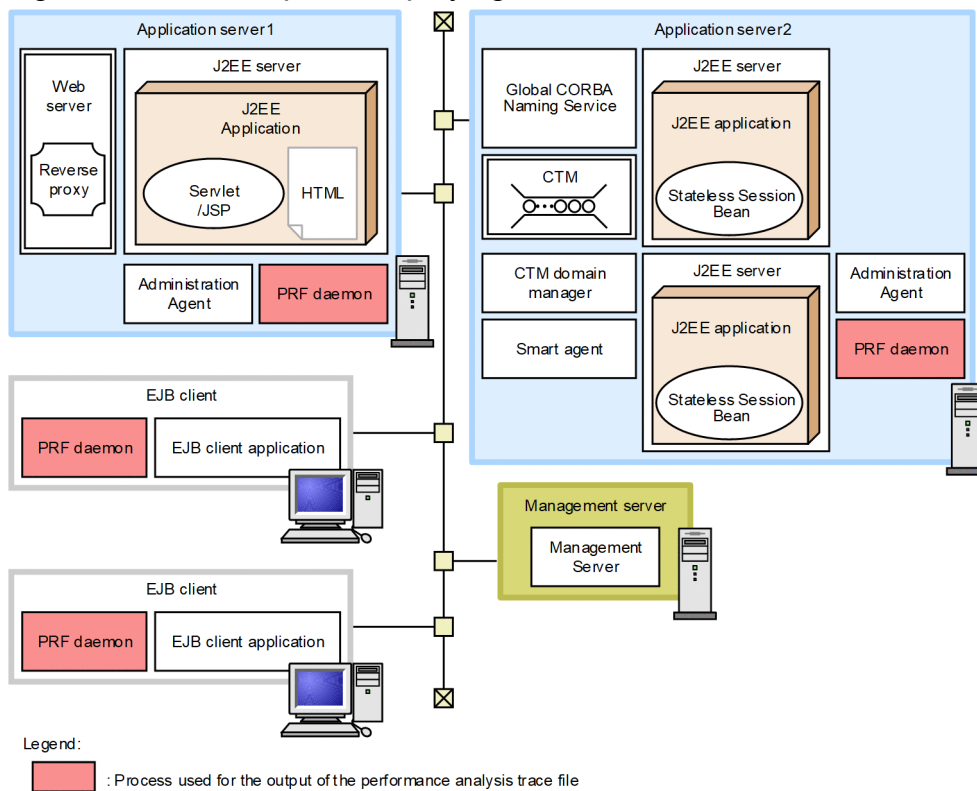 Application server1
Web
server
Reverse
proxy
J2EE server
J2EE
Application
Servlet
/JSP
HTML
Administration
Agent
PRF daemon
Application server2
Global CORBA
Naming Service
CTM
CTM domain
manager
Smart agent
J2EE server
J2EE application
Stateless Session
Bean
J2EE server
J2EE application
Stateless Session
Bean
Administration
Agent
PRF daemon
EJB client
PRF daemon
EJB client application
Management server
Management
Server
EJB client
PRF daemon
EJB client application
Legend:
: Process used for the output of the performance analysis trace file